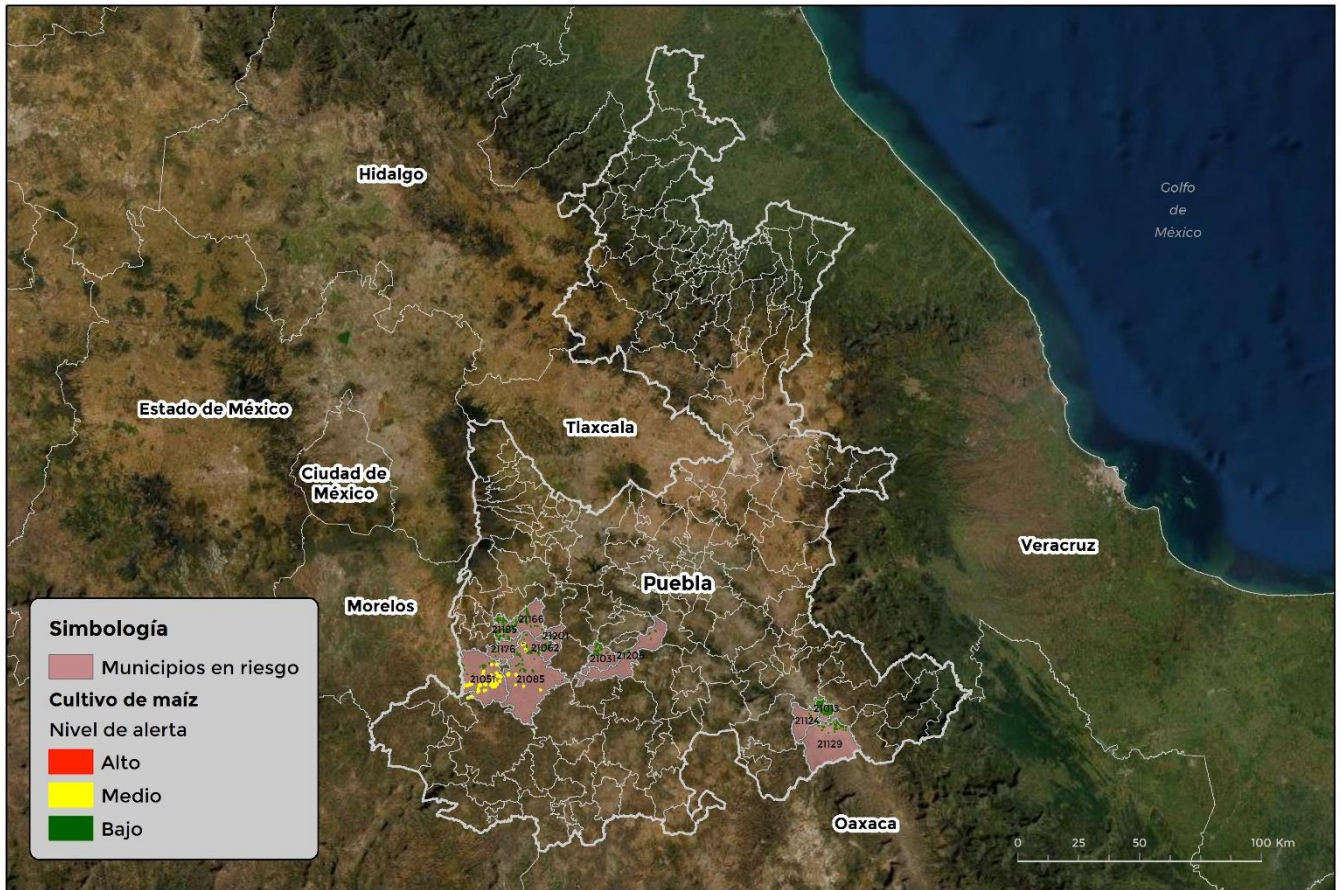 Hidalgo
Golfo
de
México
Estado de México
Tlaxcala
Ciudad de
México
Veracruz
Puebla
Morelos
21166
21185
21201
21176
21062
21031
21205
21051
21085
21013
21124
21129
Oaxaca
Simbología
Municipios en riesgo
Cultivo de maíz
Nivel de alerta
Alto
Medio
Bajo
0 25 50 100 Km